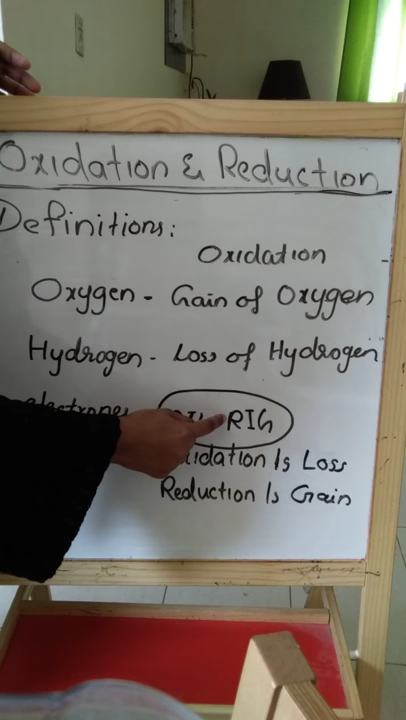 Oxidation & Reduction
Definitions:
Oxidation
Oxygen - Gain of Oxygen
Hydrogen - Loss of Hydrogen
RIG
Is Loss
Reduction Is Gain